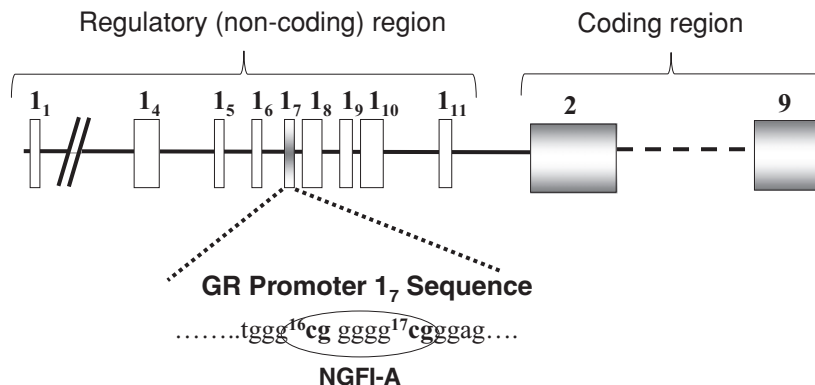 Regulatory (non-coding) region Coding region
1₁ 1₄ 1₅ 1₆ 1₇ 1₈ 1₉ 1₁₀ 1₁₁ 2 9
GR Promoter 1₇ Sequence
........tggg¹⁶cg gggg¹⁷cgggag....
NGFI-A